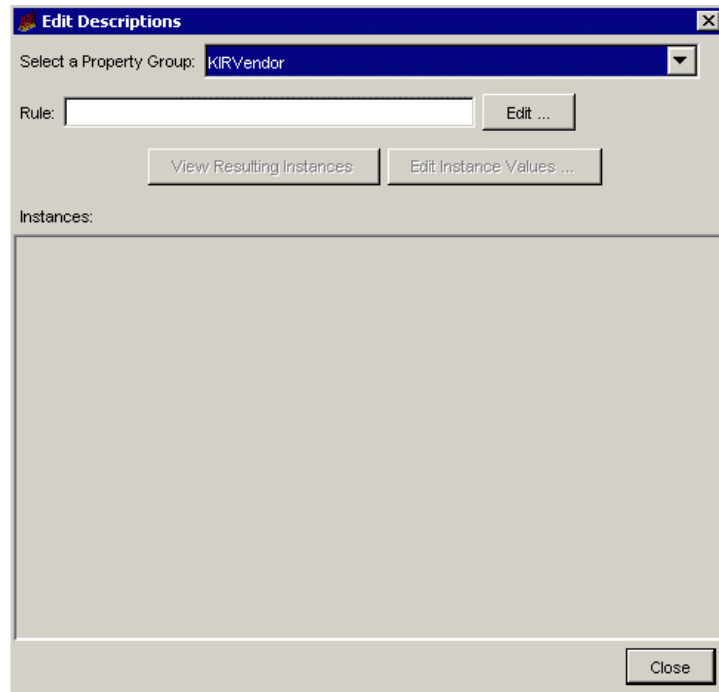 Edit Descriptions
Select a Property Group: KIRVendor
Rule: Edit ...
View Resulting Instances Edit Instance Values ...
Instances:
Close